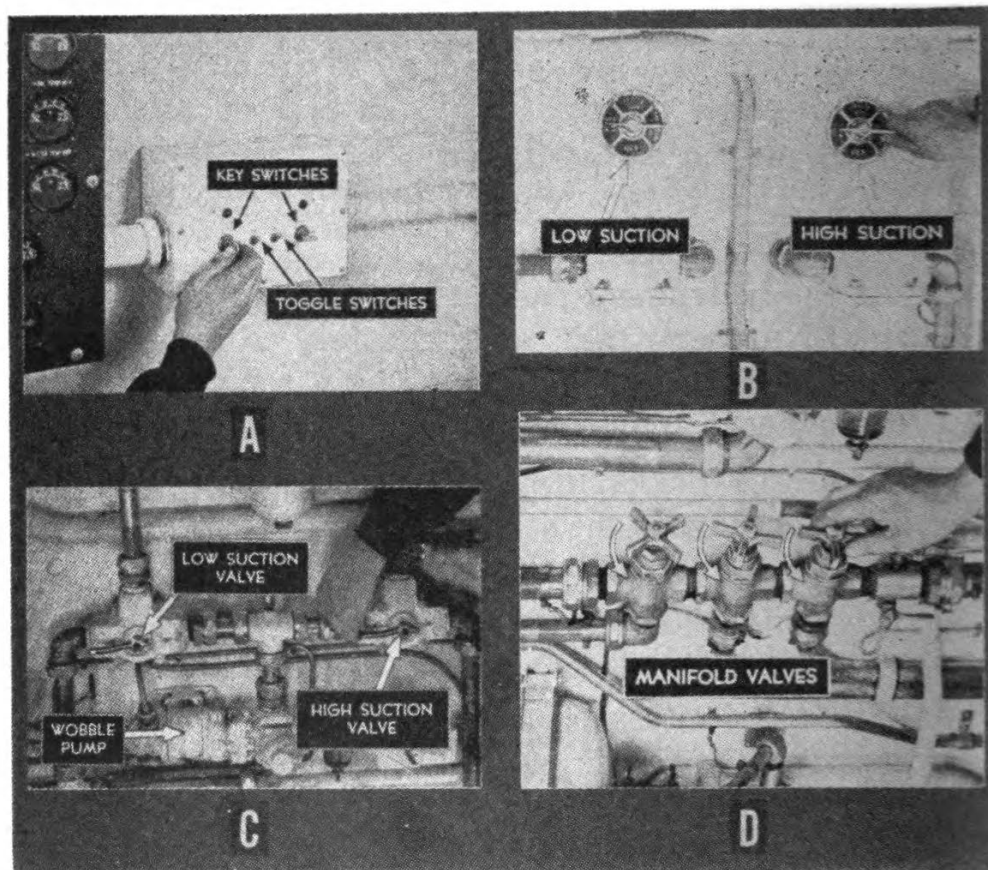 KEY SWITCHES
TOGGLE SWITCHES
A
LOW SUCTION
HIGH SUCTION
B
LOW SUCTION
VALVE
HIGH SUCTION
VALVE
WOBBLE
PUMP
C
MANIFOLD VALVES
D